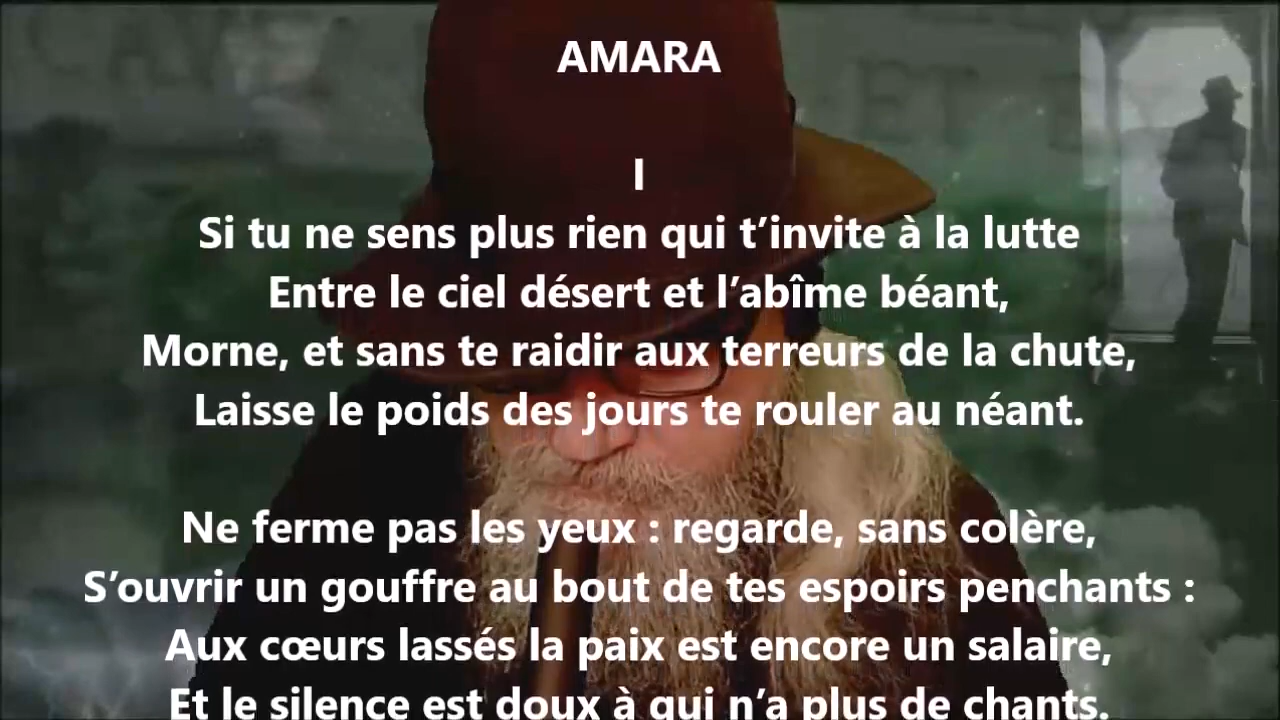 AMARA
I
Si tu ne sens plus rien qui t’invite à la lutte
Entre le ciel désert et l’abîme béant,
Morne, et sans te raidir aux terreurs de la chute,
Laisse le poids des jours te rouler au néant.
Ne ferme pas les yeux : regarde, sans colère,
S’ouvrir un gouffre au bout de tes espoirs penchants :
Aux cœurs lassés la paix est encore un salaire,
Et le silence est doux à qui n’a plus de chants.